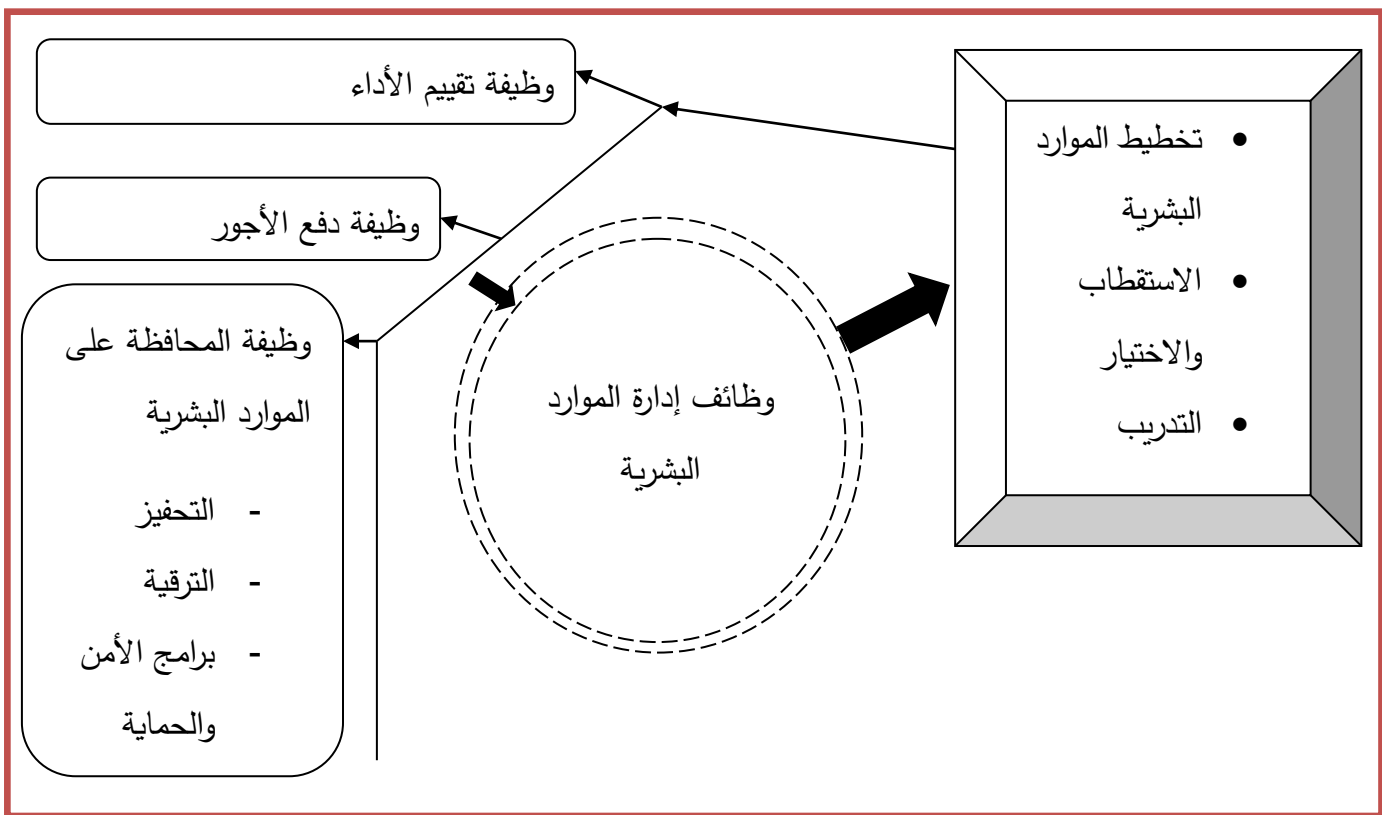 وظيفة تقييم الأداء
وظيفة دفع الأجور
وظيفة المحافظة على
الموارد البشرية
- التحفيز
- الترقية
- برامج الأمن
والحماية
وظائف إدارة الموارد
البشرية
• تخطيط الموارد
البشرية
• الاستقطاب
والاختيار
• التدريب